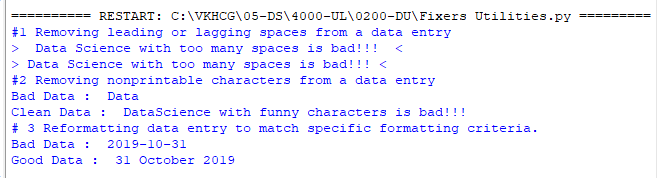 ========== RESTART: C:\VKHCG\05-DS\4000-UL\0200-DU\Fixers Utilities.py =========
#1 Removing leading or lagging spaces from a data entry
>  Data Science with too many spaces is bad!!!  <
> Data Science with too many spaces is bad!!! <
#2 Removing nonprintable characters from a data entry
Bad Data :  Data
Clean Data :  DataScience with funny characters is bad!!!
# 3 Reformatting data entry to match specific formatting criteria.
Bad Data :  2019-10-31
Good Data :  31 October 2019